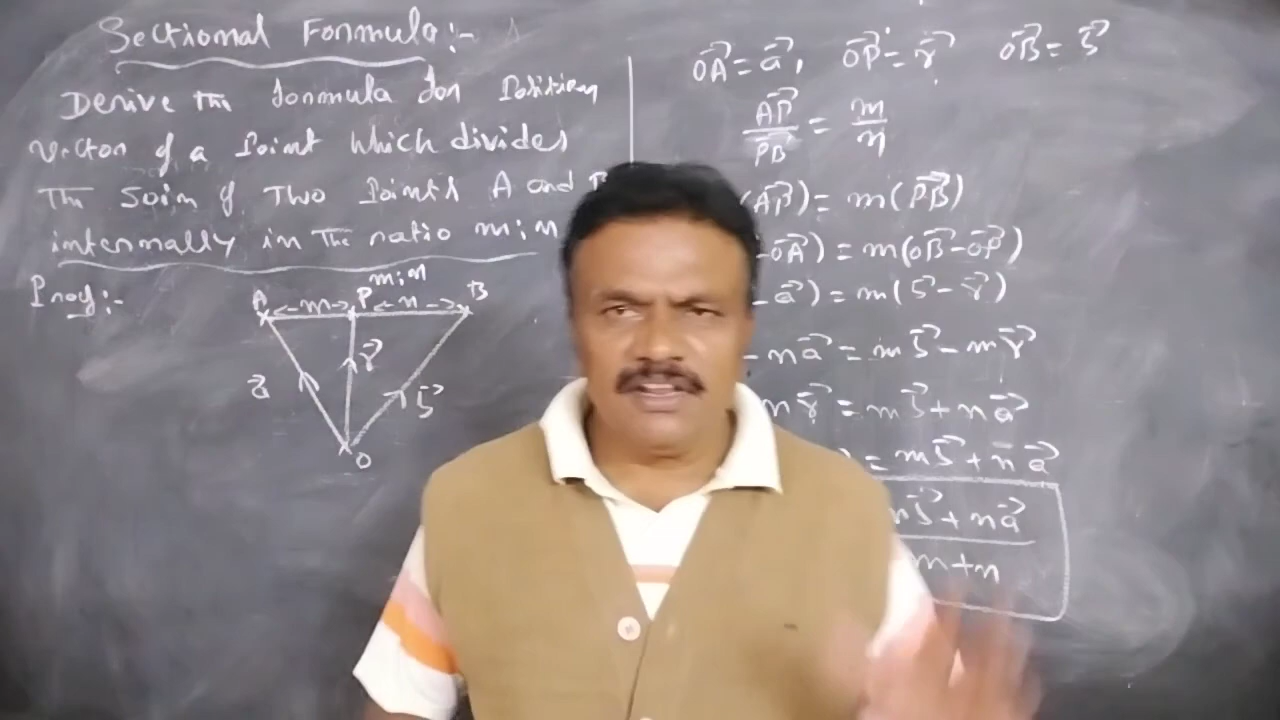 Sectional Formula:-
Derive the formula for Position
vector of a Point which divides
The Join of Two Points A and B
internally in The ratio m:n
Proof:-
m:n
A ←m→ P ←n→ B
r⃗
a⃗ b⃗
O
OA⃗ = a⃗, OP⃗ = r⃗ OB⃗ = b⃗
AP⃗/PB = m/n
(AP⃗) = m(PB⃗)
-OA⃗) = m(OB⃗-OP⃗)
-a⃗) = m(b⃗-r⃗)
-na⃗ = mb⃗-mr⃗
mr⃗ = mb⃗+na⃗
) = mb⃗+na⃗
mb⃗+na⃗
m+n